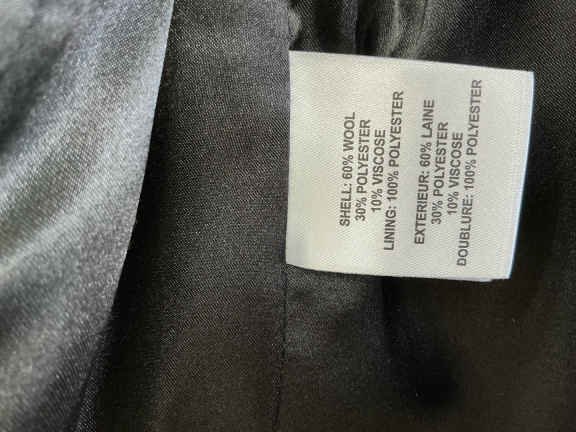 SHELL: 60% WOOL
30% POLYESTER
10% VISCOSE
LINING: 100% POLYESTER
EXTERIEUR: 60% LAINE
30% POLYESTER
10% VISCOSE
DOUBLURE: 100% POLYESTER